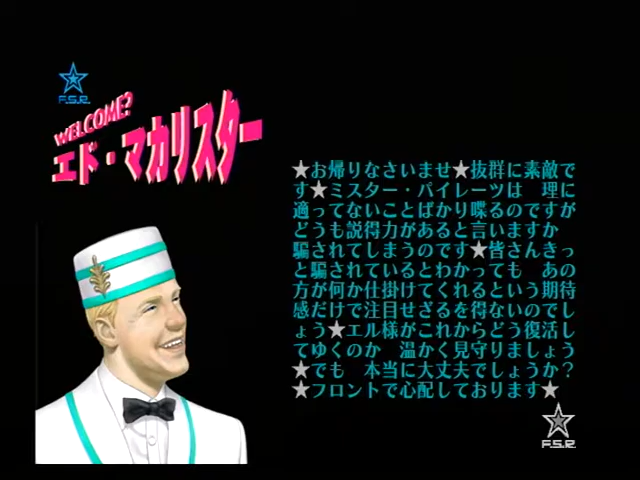 F.S.R.
WELCOME?
エド・マカリスター
★お帰りなさいませ★抜群に素敵で
す★ミスター・パイレーツは 理に
適ってないことばかり喋るのですが
どうも説得力があると言いますか
騙されてしまうのです★皆さんきっ
と騙されているとわかっても あの
方が何か仕掛けてくれるという期待
感だけで注目せざるを得ないのでし
ょう★エル様がこれからどう復活し
てゆくのか 温かく見守りましょう
★でも 本当に大丈夫でしょうか?
★フロントで心配しております★
F.S.R.